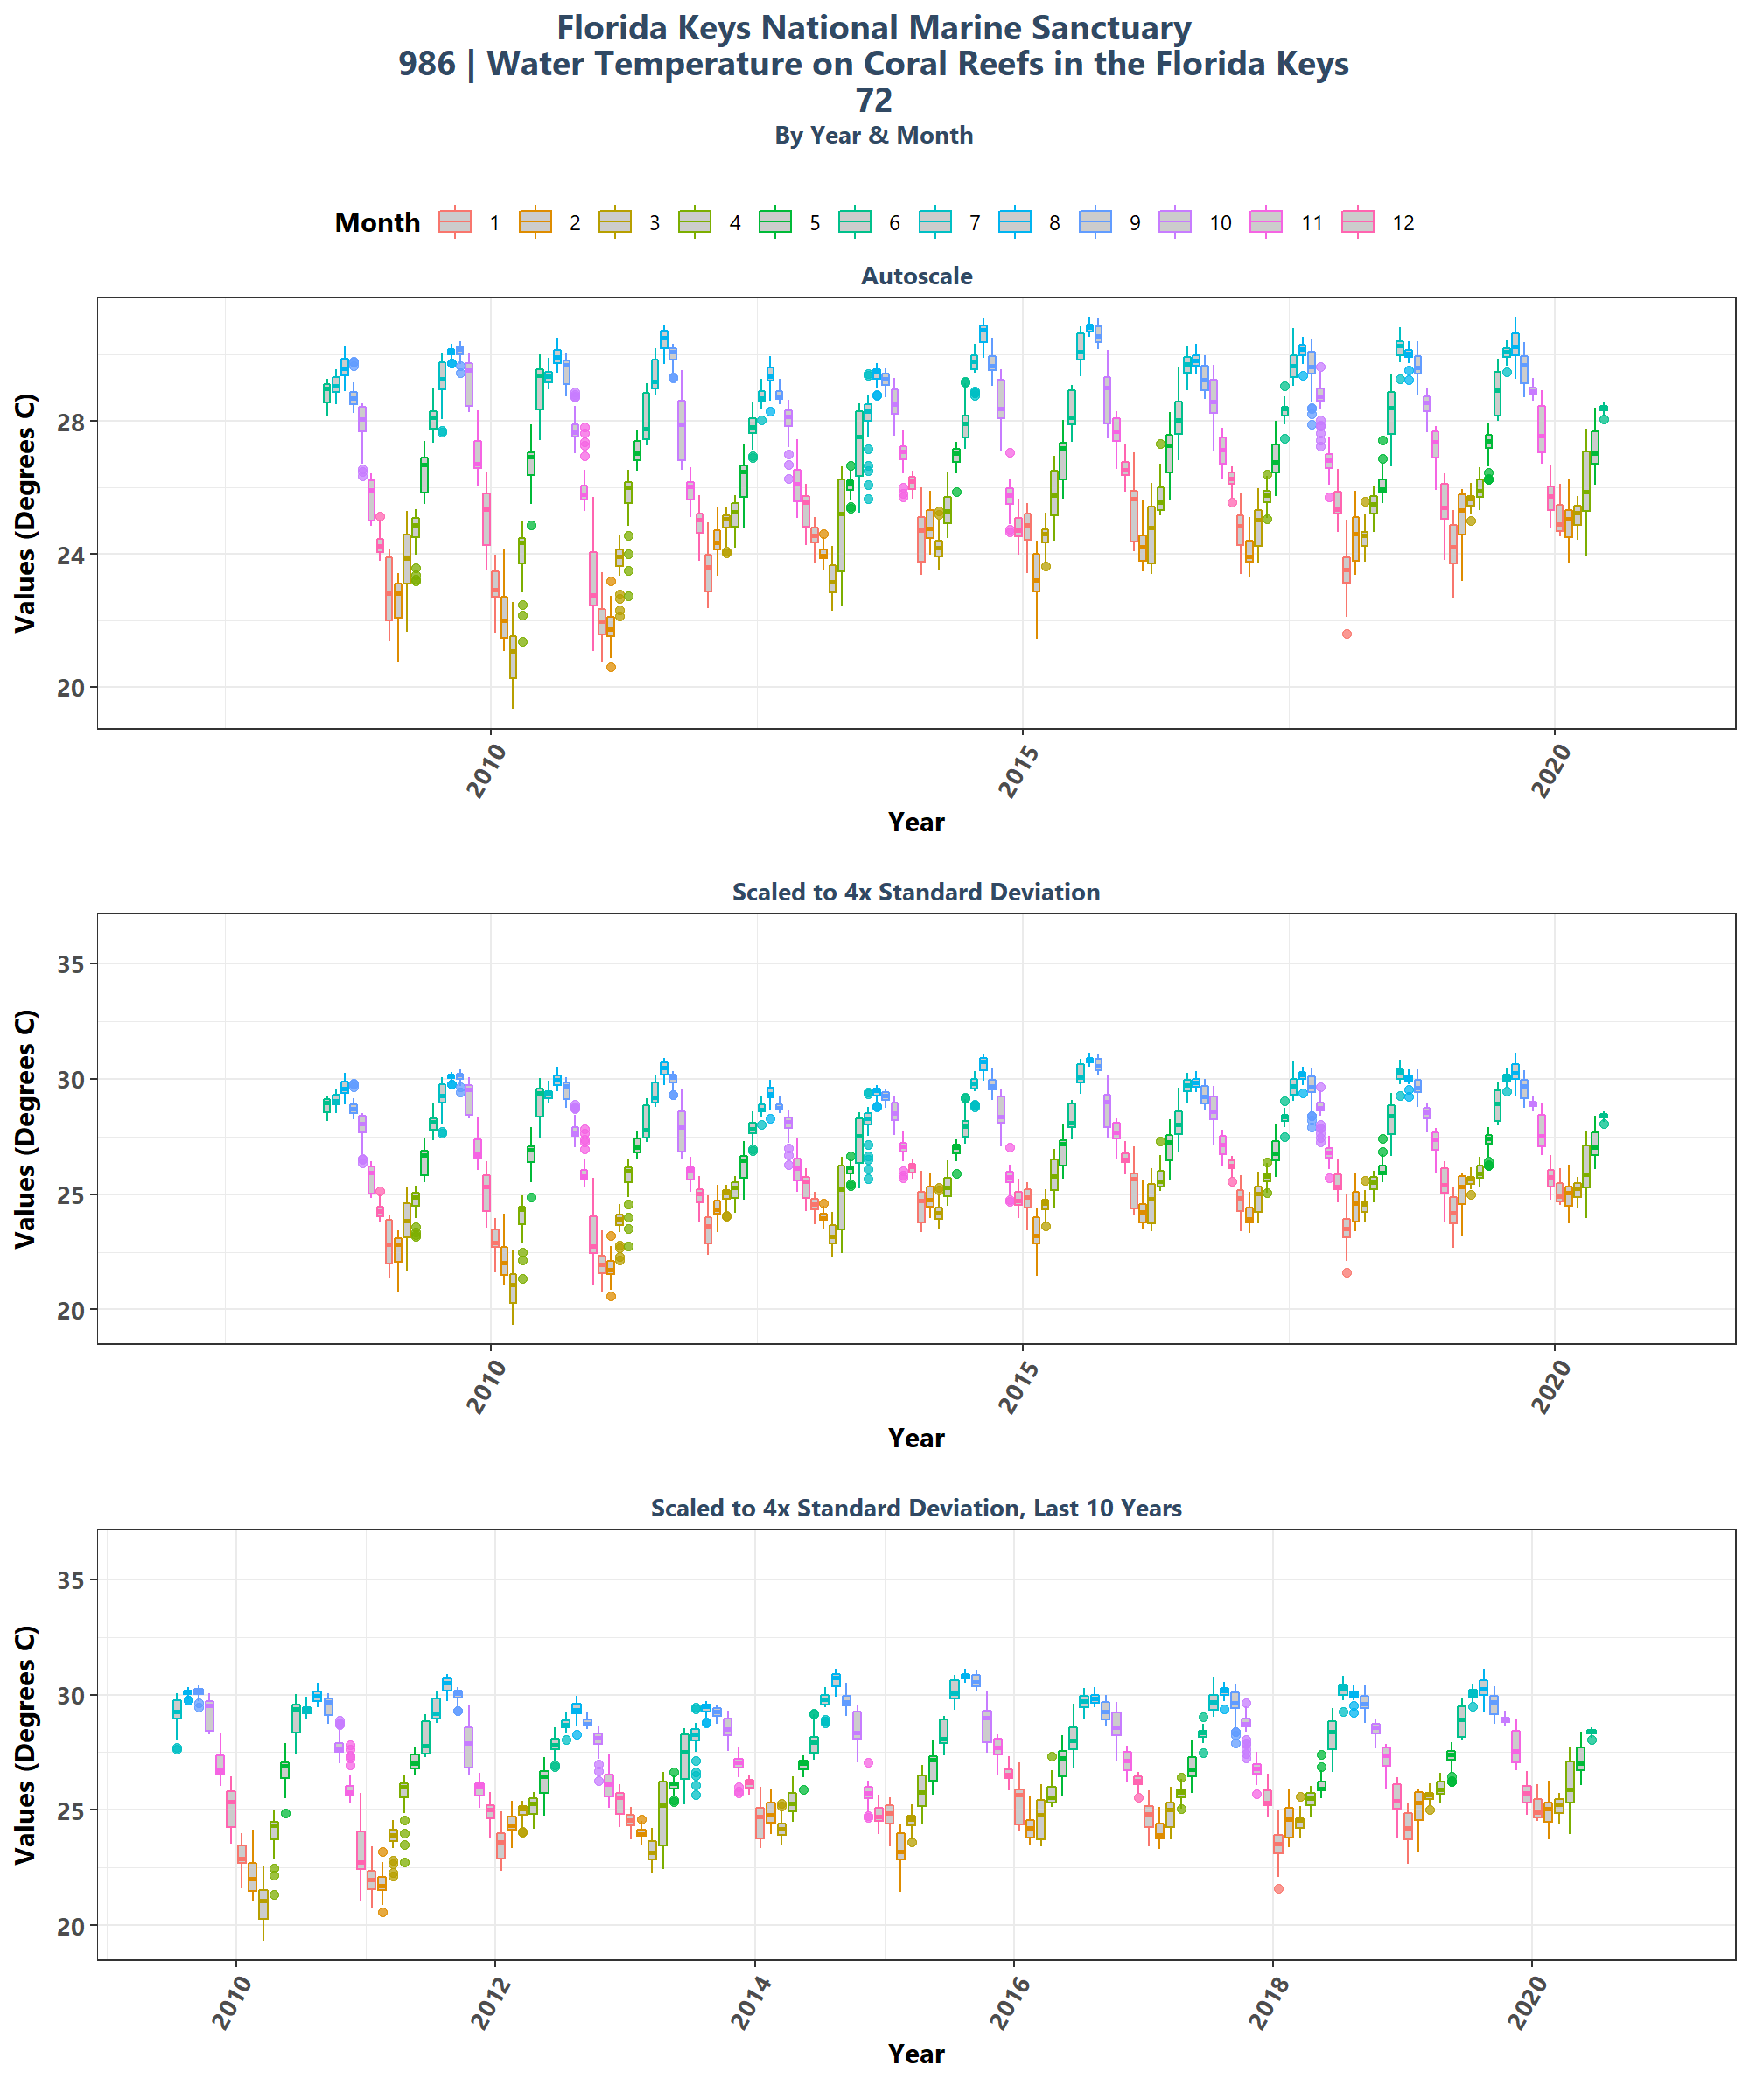 Florida Keys National Marine Sanctuary
986 | Water Temperature on Coral Reefs in the Florida Keys
72
By Year & Month
Month 1 2 3 4 5 6 7 8 9 10 11 12
Autoscale
Values (Degrees C)
28
24
20
2010 2015 2020
Year
Scaled to 4x Standard Deviation
Values (Degrees C)
35
30
25
20
2010 2015 2020
Year
Scaled to 4x Standard Deviation, Last 10 Years
Values (Degrees C)
35
30
25
20
2010 2012 2014 2016 2018 2020
Year